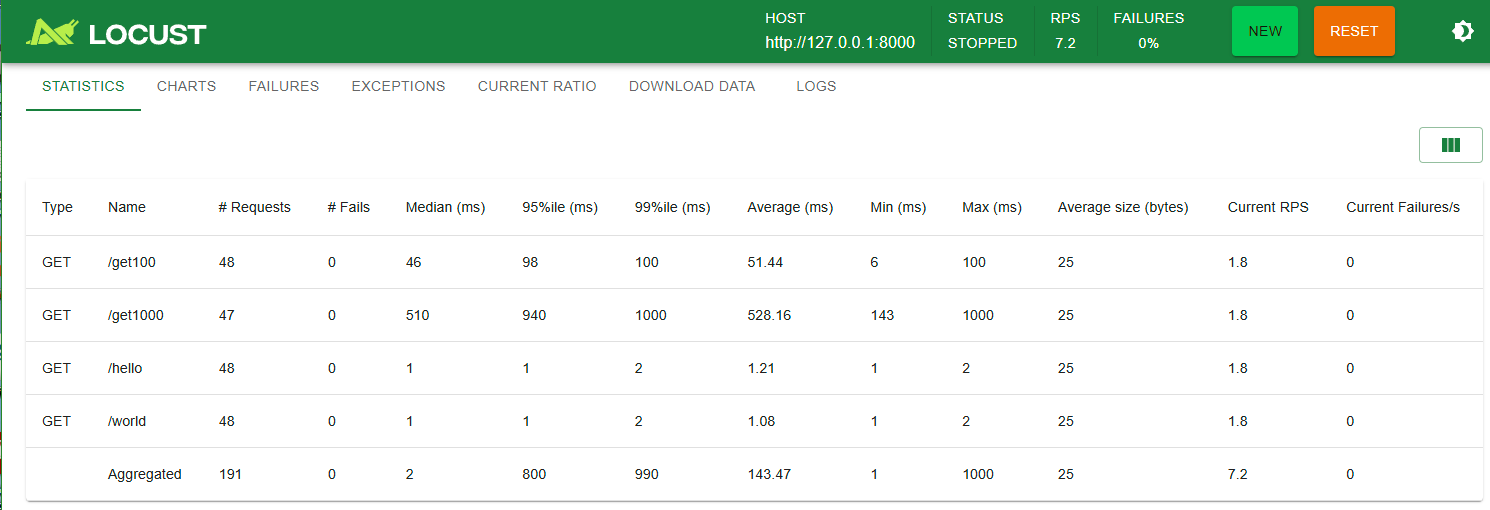 LOCUST
HOST
http://127.0.0.1:8000
STATUS
STOPPED
RPS
7.2
FAILURES
0%
NEW
RESET
STATISTICS CHARTS FAILURES EXCEPTIONS CURRENT RATIO DOWNLOAD DATA LOGS
Type Name # Requests # Fails Median (ms) 95%ile (ms) 99%ile (ms) Average (ms) Min (ms) Max (ms) Average size (bytes) Current RPS Current Failures/s
GET /get100 48 0 46 98 100 51.44 6 100 25 1.8 0
GET /get1000 47 0 510 940 1000 528.16 143 1000 25 1.8 0
GET /hello 48 0 1 1 2 1.21 1 2 25 1.8 0
GET /world 48 0 1 1 2 1.08 1 2 25 1.8 0
Aggregated 191 0 2 800 990 143.47 1 1000 25 7.2 0